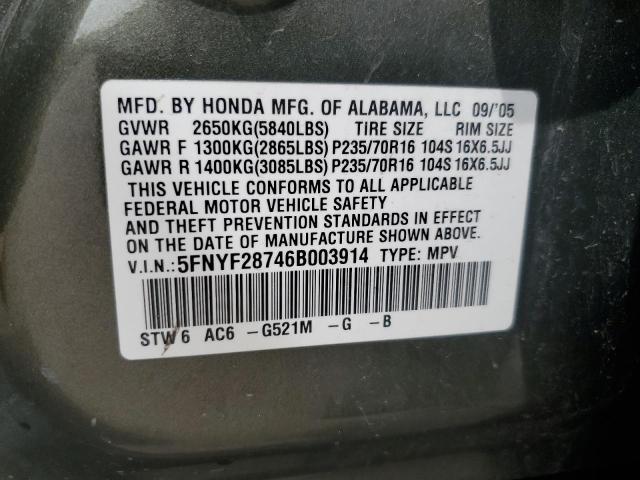 MFD. BY HONDA MFG. OF ALABAMA, LLC 09/'05
GVWR 2650KG(5840LBS) TIRE SIZE RIM SIZE
GAWR F 1300KG(2865LBS) P235/70R16 104S 16X6.5JJ
GAWR R 1400KG(3085LBS) P235/70R16 104S 16X6.5JJ
THIS VEHICLE CONFORMS TO ALL APPLICABLE
FEDERAL MOTOR VEHICLE SAFETY
AND THEFT PREVENTION STANDARDS IN EFFECT
ON THE DATE OF MANUFACTURE SHOWN ABOVE.
V.I.N.:5FNYF28746B003914 TYPE: MPV
STW6 AC6 -G521M -G -B